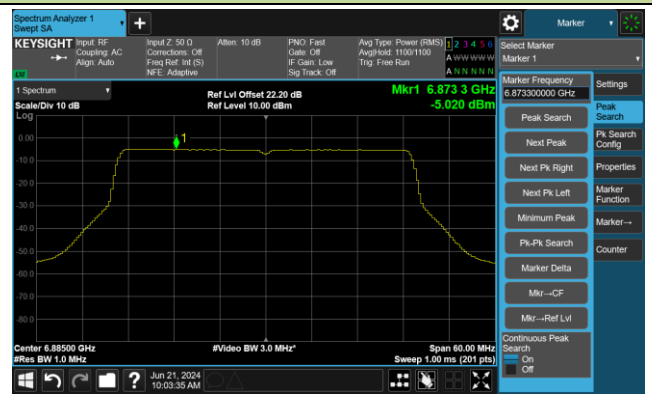 Spectrum Analyzer 1
Swept SA
Marker
KEYSIGHT
Input: RF
Coupling: AC
Align: Auto
Input Z: 50 Ω
Corrections: Off
Freq Ref: Int (S)
NFE: Adaptive
Atten: 10 dB
PNO: Fast
Gate: Off
IF Gain: Low
Sig Track: Off
Avg Type: Power (RMS)
Avg|Hold: 1100/1100
Trig: Free Run
1 2 3 4 5 6
A W W W W W
A N N N N N
LV
Select Marker
Marker 1
1 Spectrum
Scale/Div 10 dB
Log
Ref Lvl Offset 22.20 dB
Ref Level 10.00 dBm
Mkr1 6.873 3 GHz
-5.020 dBm
1
0.00
-10.0
-20.0
-30.0
-40.0
-50.0
-60.0
-70.0
-80.0
Center 6.88500 GHz
#Res BW 1.0 MHz
#Video BW 3.0 MHz*
Span 60.00 MHz
Sweep 1.00 ms (201 pts)
Marker Frequency
6.873300000 GHz
Peak Search
Next Peak
Next Pk Right
Next Pk Left
Minimum Peak
Pk-Pk Search
Marker Delta
Mkr→CF
Mkr→Ref Lvl
Continuous Peak
Search
On
Off
Settings
Peak
Search
Pk Search
Config
Properties
Marker
Function
Marker→
Counter
?
Jun 21, 2024
10:03:35 AM